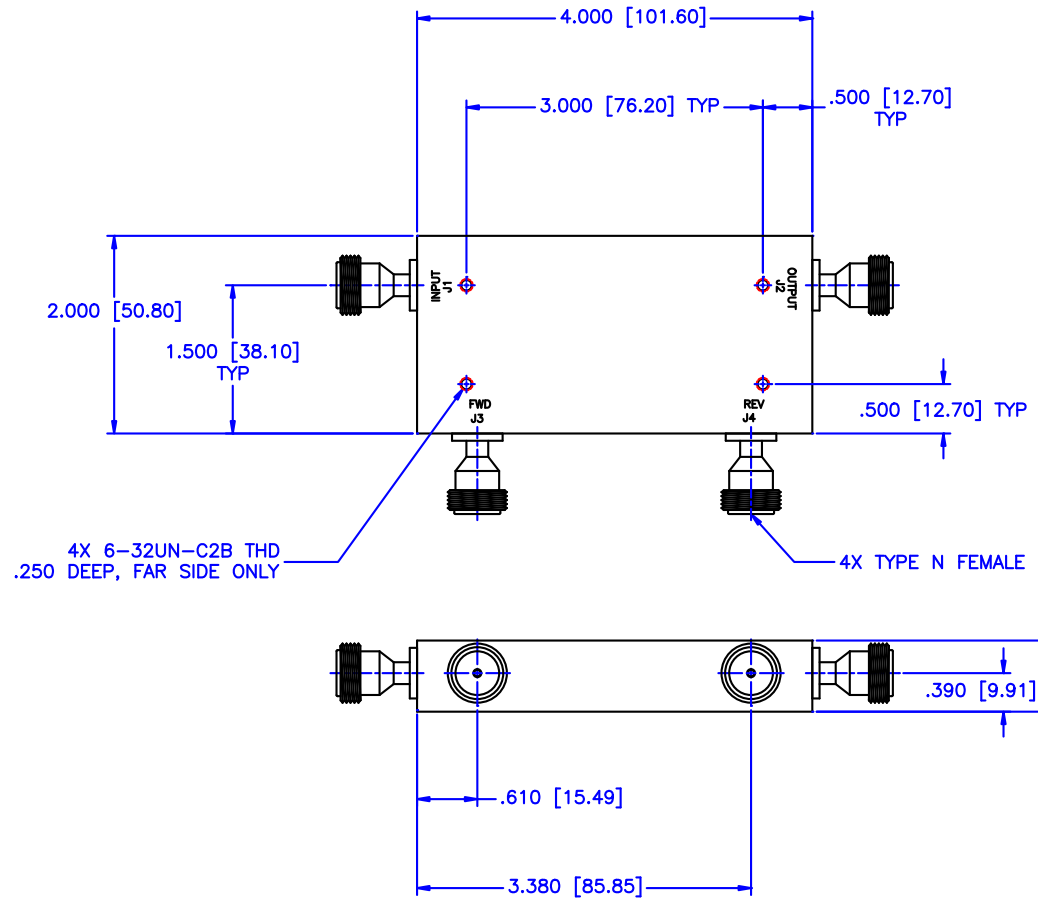 4.000 [101.60]
3.000 [76.20] TYP
.500 [12.70]
TYP
2.000 [50.80]
1.500 [38.10]
TYP
INPUT
J1
OUTPUT
J2
FWD
J3
REV
J4
.500 [12.70] TYP
4X 6-32UN-C2B THD
.250 DEEP, FAR SIDE ONLY
4X TYPE N FEMALE
.390 [9.91]
.610 [15.49]
3.380 [85.85]